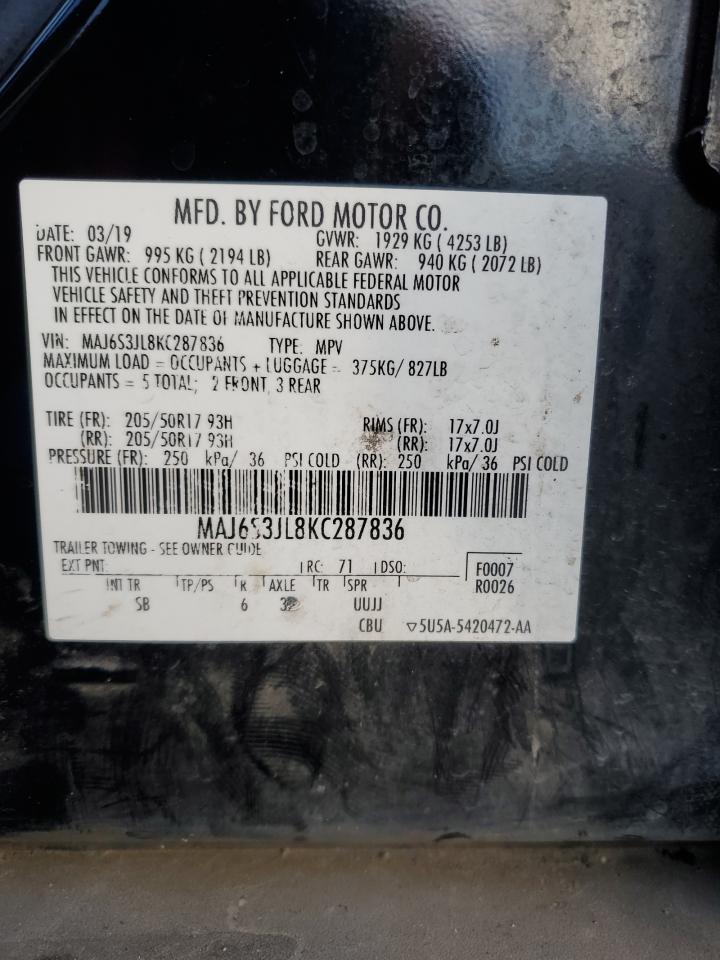 MFD. BY FORD MOTOR CO.
DATE: 03/19 GVWR: 1929 KG ( 4253 LB)
FRONT GAWR: 995 KG ( 2194 LB) REAR GAWR: 940 KG ( 2072 LB)
THIS VEHICLE CONFORMS TO ALL APPLICABLE FEDERAL MOTOR
VEHICLE SAFETY AND THEFT PREVENTION STANDARDS
IN EFFECT ON THE DATE OF MANUFACTURE SHOWN ABOVE.
VIN: MAJ6S3JL8KC287836 TYPE: MPV
MAXIMUM LOAD = OCCUPANTS + LUGGAGE = 375KG/ 827LB
OCCUPANTS = 5 TOTAL; 2 FRONT, 3 REAR
TIRE (FR): 205/50R17 93H RIMS (FR): 17x7.0J
(RR): 205/50R17 93H (RR): 17x7.0J
PRESSURE (FR): 250 kPa/ 36 PSI COLD (RR): 250 kPa/ 36 PSI COLD
MAJ6S3JL8KC287836
TRAILER TOWING - SEE OWNER GUIDE
EXT PNT: RC: 71 DSO: F0007
R0026
INT TR TP/PS R AXLE TR SPR
SB 6 UUJJ
CBU ▽5U5A-5420472-AA